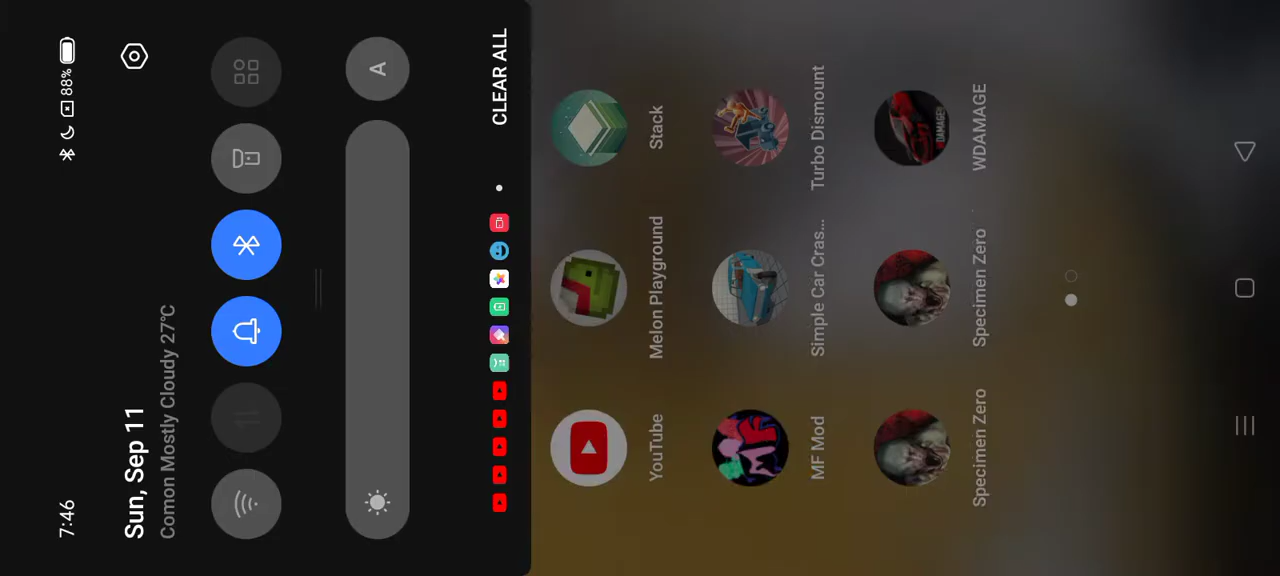 7:46
88%
Sun, Sep 11
Comon Mostly Cloudy 27°C
A
CLEAR ALL
YouTube
Melon Playground
Stack
MF Mod
Simple Car Cras...
Turbo Dismount
Specimen Zero
Specimen Zero
WDAMAGE